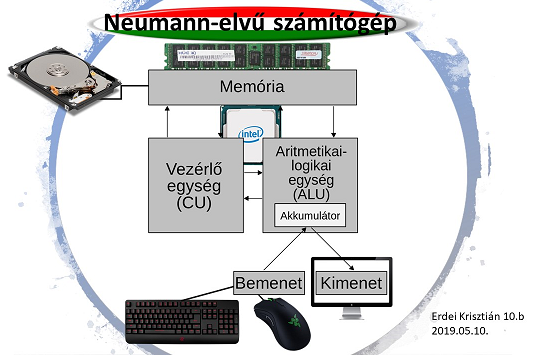 Neumann-elvű számítógép
Memória
intel
Vezérlő
egység
(CU)
Aritmetikai-
logikai
egység
(ALU)
Akkumulátor
Bemenet
Kimenet
Erdei Krisztián 10.b
2019.05.10.